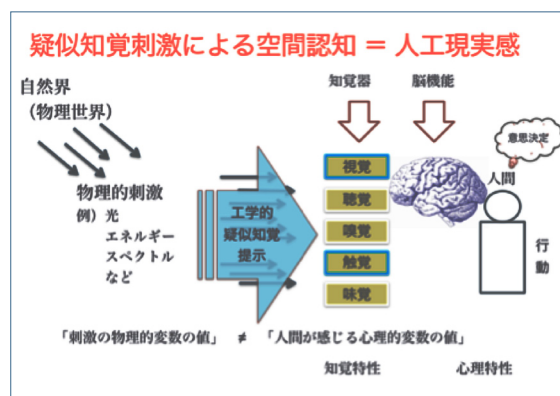 疑似知覚刺激による空間認知 ＝ 人工現実感
自然界
（物理世界）
知覚器
脳機能
意思決定
人間
物理的刺激
例）光
エネルギー
スペクトル
など
工学的
疑似知覚
提示
視覚
聴覚
嗅覚
触覚
味覚
行動
「刺激の物理的変数の値」 ≠ 「人間が感じる心理的変数の値」
知覚特性
心理特性